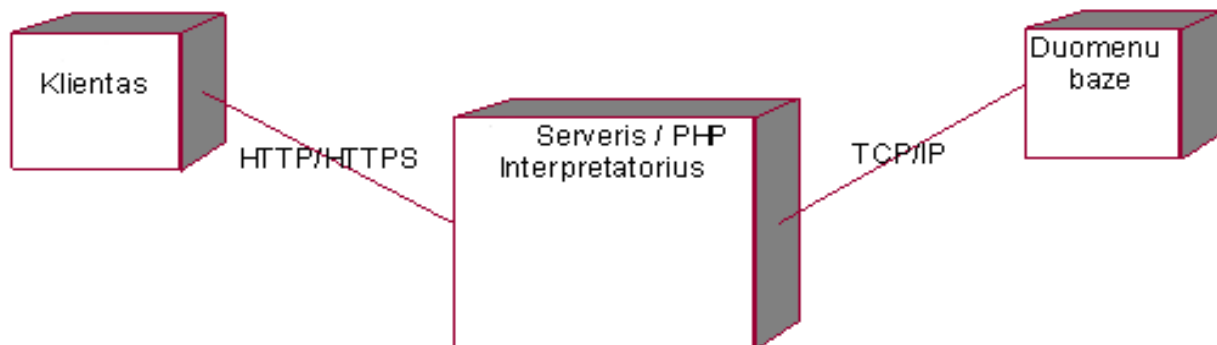 Klientas
HTTP/HTTPS
Serveris / PHP
Interpretatorius
TCP/IP
Duomenu
baze